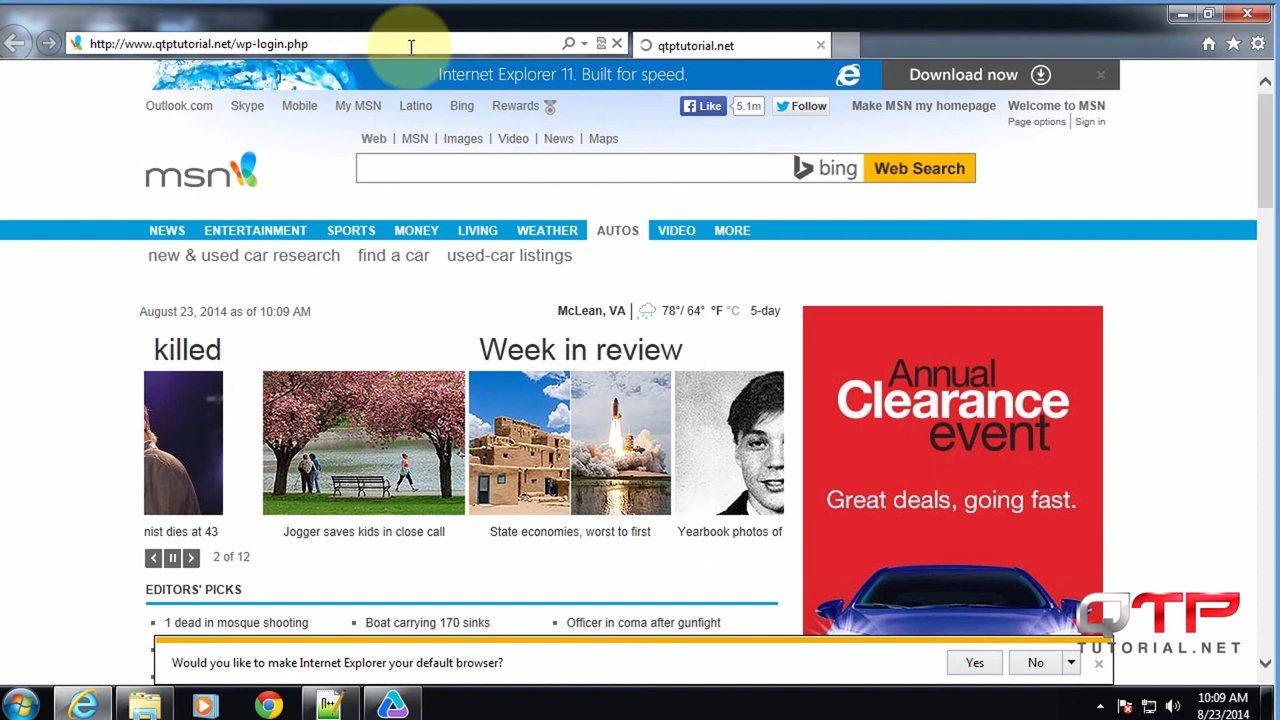 http://www.qtptutorial.net/wp-login.php
qtptutorial.net
Internet Explorer 11. Built for speed.
Download now
Outlook.com Skype Mobile My MSN Latino Bing Rewards
Like 5.1m Follow Make MSN my homepage Welcome to MSN
Page options | Sign in
Web | MSN | Images | Video | News | Maps
msn
bing Web Search
NEWS ENTERTAINMENT SPORTS MONEY LIVING WEATHER AUTOS VIDEO MORE
new & used car research find a car used-car listings
August 23, 2014 as of 10:09 AM
McLean, VA | 78°/ 64° °F °C 5-day
killed
Week in review
nist dies at 43
Jogger saves kids in close call
State economies, worst to first
Yearbook photos of
2 of 12
Annual
Clearance
event
Great deals, going fast.
EDITORS' PICKS
1 dead in mosque shooting
Boat carrying 170 sinks
Officer in coma after gunfight
QTP
TUTORIAL.NET
Would you like to make Internet Explorer your default browser?
Yes No
10:09 AM
8/23/2014